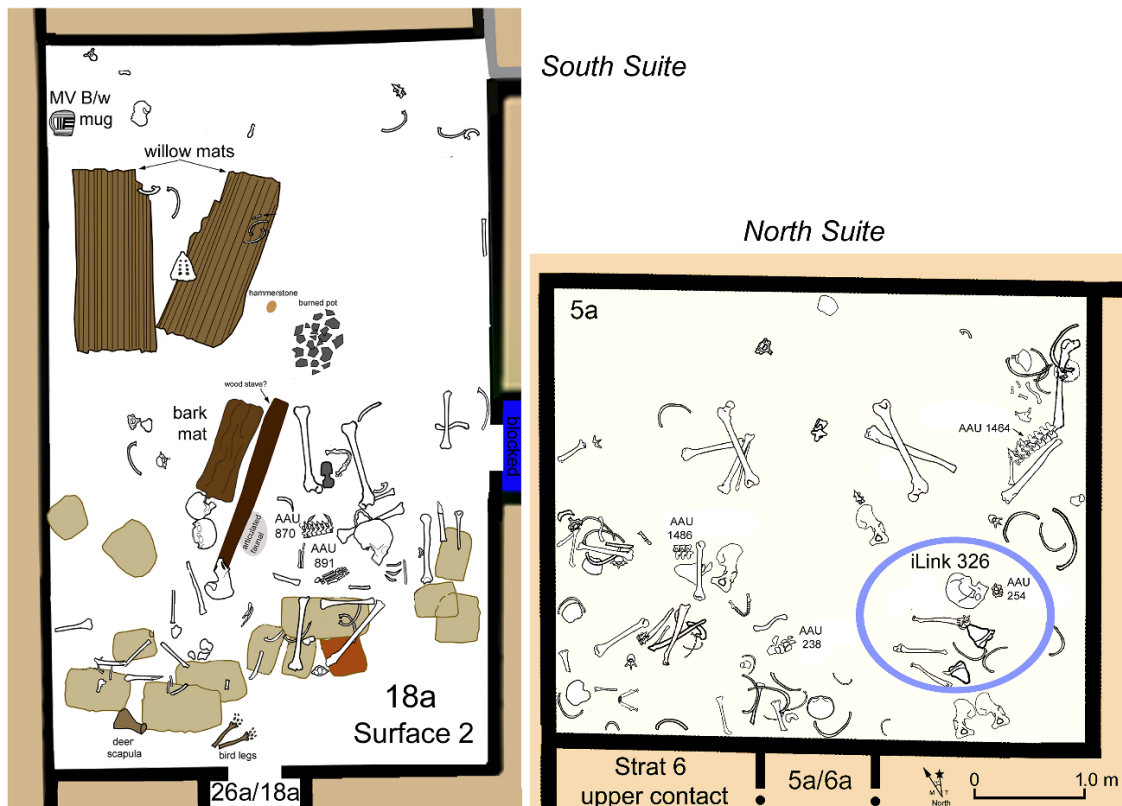 South Suite
MV B/w
mug
willow mats
hammerstone
burned pot
wood stave?
bark
mat
blocked
articulated
faunal
AAU
870
AAU
891
18a
Surface 2
deer
scapula
bird legs
26a/18a
North Suite
5a
AAU 1464
AAU
1486
iLink 326
AAU
254
AAU
238
Strat 6
upper contact
5a/6a
M T
North
0 1.0 m